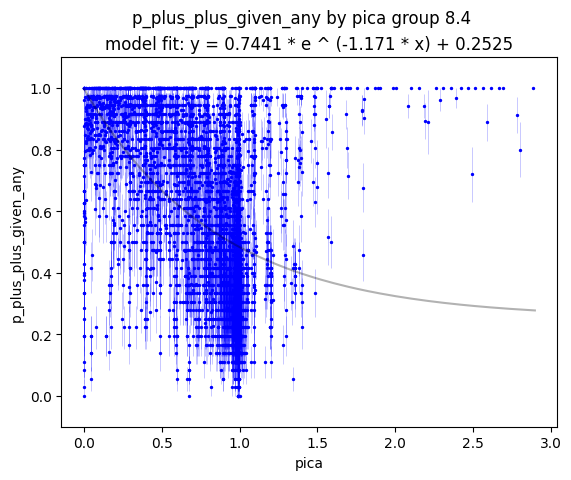 p_plus_plus_given_any by pica group 8.4
model fit: y = 0.7441 * e ^ (-1.171 * x) + 0.2525
1.0
0.8
0.6
0.4
0.2
0.0
p_plus_plus_given_any
0.0 0.5 1.0 1.5 2.0 2.5 3.0
pica